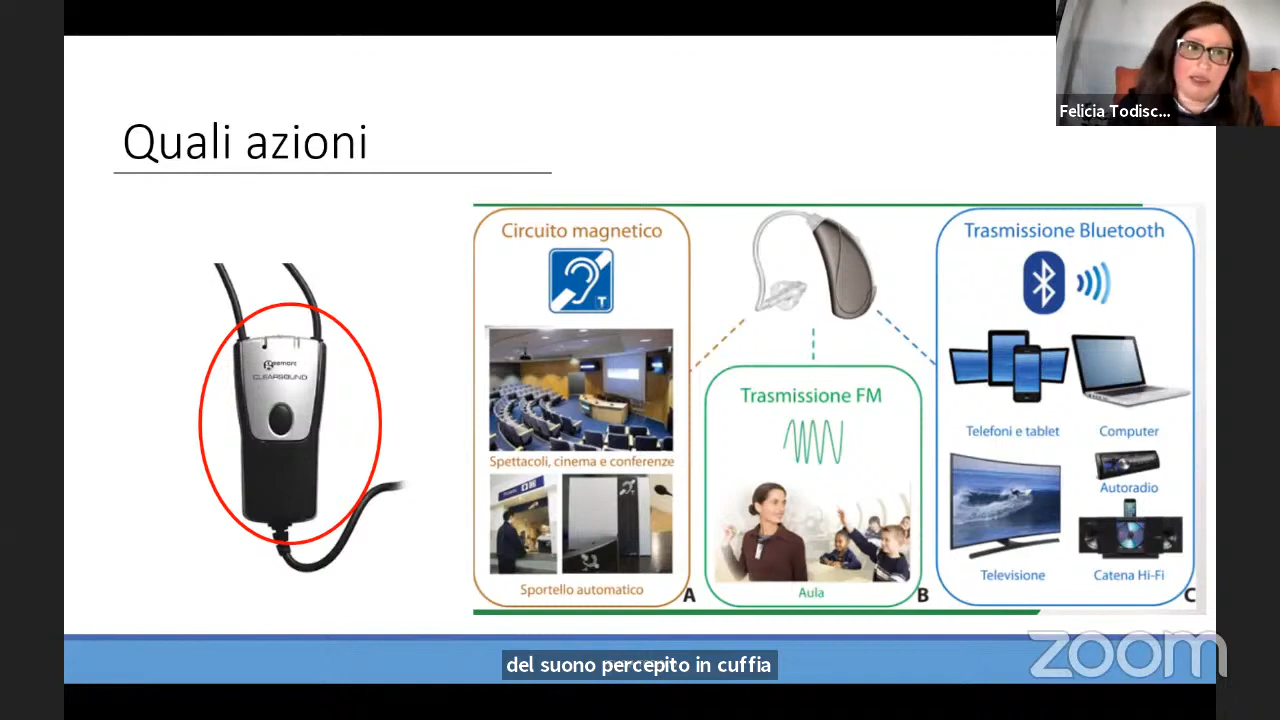 Felicia Todisc...
Quali azioni
geemarc
CLEARSOUND
Circuito magnetico
T
Spettacoli, cinema e conferenze
Sportello automatico
A
Trasmissione FM
Aula
B
Trasmissione Bluetooth
Telefoni e tablet
Computer
Autoradio
Televisione
Catena Hi-Fi
C
del suono percepito in cuffia
zoom